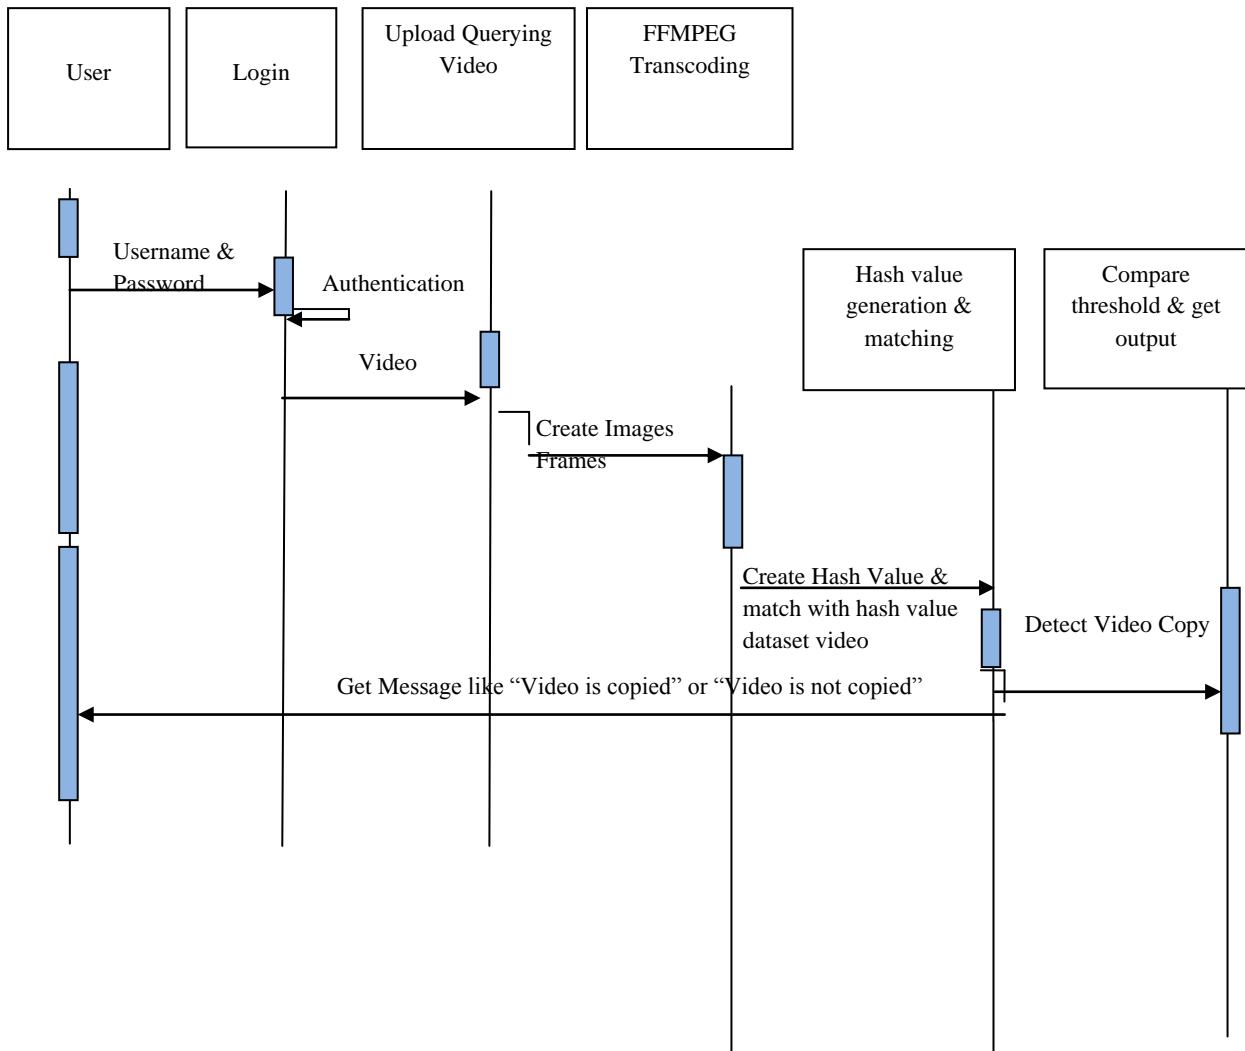 User
Login
Upload Querying
Video
FFMPEG
Transcoding
Username &
Password
Authentication
Hash value
generation &
matching
Compare
threshold & get
output
Video
Create Images
Frames
Create Hash Value &
match with hash value
dataset video
Detect Video Copy
Get Message like “Video is copied” or “Video is not copied”